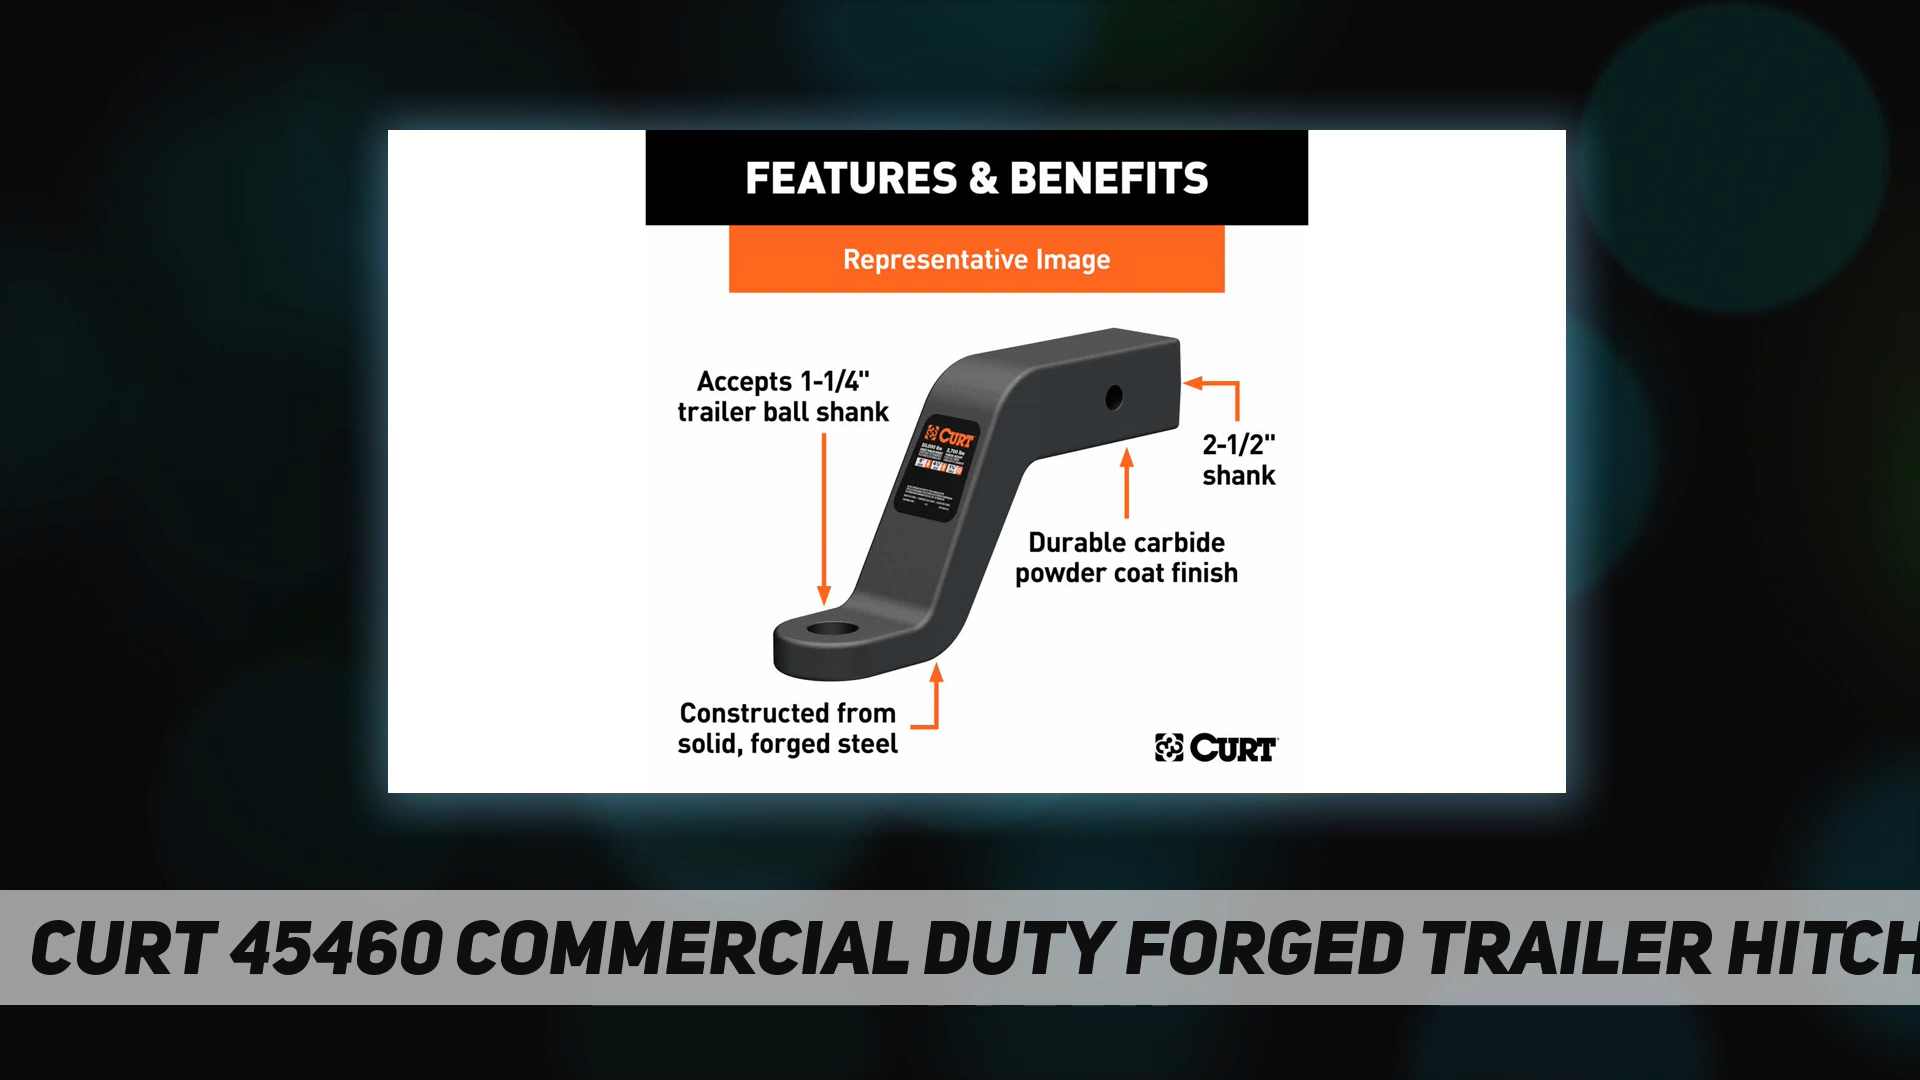 FEATURES & BENEFITS
Representative Image
Accepts 1-1/4"
trailer ball shank
CURT
2-1/2"
shank
Durable carbide
powder coat finish
Constructed from
solid, forged steel
CURT
CURT 45460 COMMERCIAL DUTY FORGED TRAILER HITCH